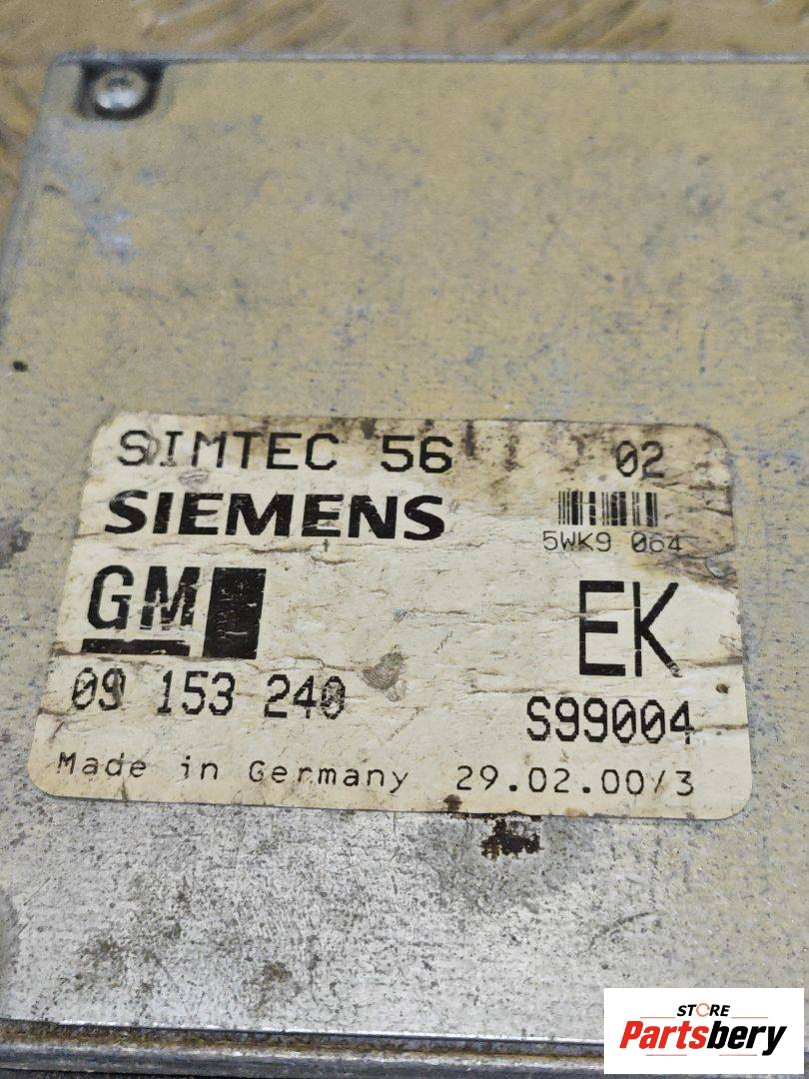 SIMTEC 56 02
SIEMENS
5WK9 064
GM EK
09 153 240 S99004
Made in Germany 29.02.00/3
STORE
Partsbery